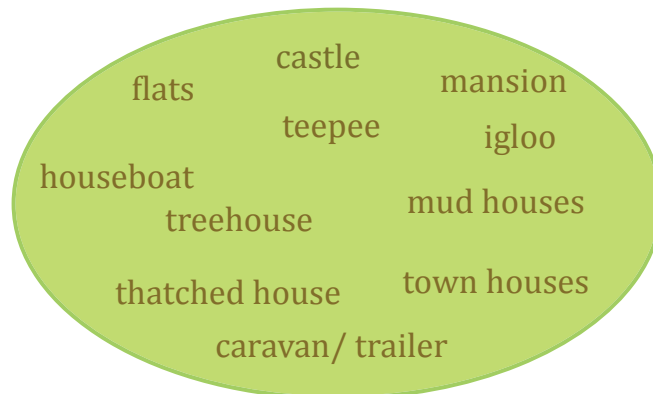 castle
flats
mansion
teepee
igloo
houseboat
mud houses
treehouse
thatched house
town houses
caravan/ trailer